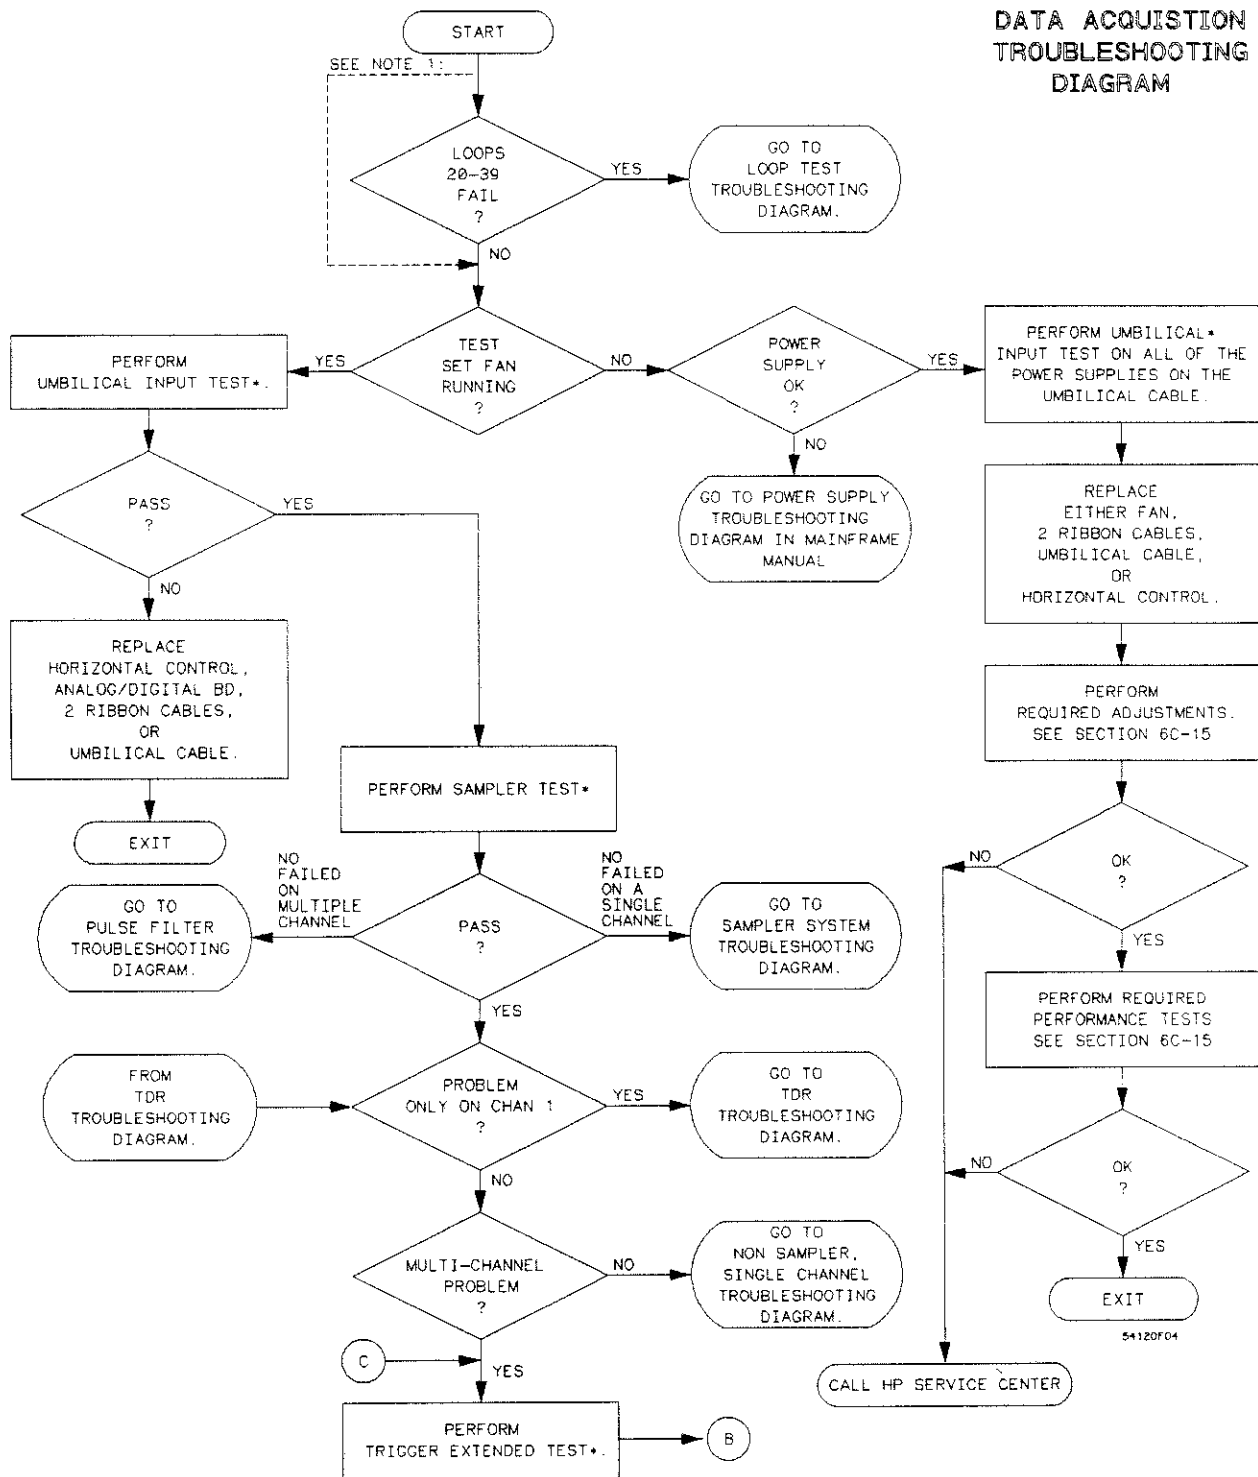 DATA ACQUISTION
TROUBLESHOOTING
DIAGRAM
START
SEE NOTE 1:
LOOPS
20-39
FAIL
?
YES
GO TO
LOOP TEST
TROUBLESHOOTING
DIAGRAM.
NO
TEST
SET FAN
RUNNING
?
YES
NO
PERFORM
UMBILICAL INPUT TEST*.
POWER
SUPPLY
OK
?
YES
NO
PERFORM UMBILICAL*
INPUT TEST ON ALL OF THE
POWER SUPPLIES ON THE
UMBILICAL CABLE.
GO TO POWER SUPPLY
TROUBLESHOOTING
DIAGRAM IN MAINFRAME
MANUAL
PASS
?
YES
NO
REPLACE
EITHER FAN,
2 RIBBON CABLES,
UMBILICAL CABLE,
OR
HORIZONTAL CONTROL.
REPLACE
HORIZONTAL CONTROL,
ANALOG/DIGITAL BD,
2 RIBBON CABLES,
OR
UMBILICAL CABLE.
EXIT
PERFORM
REQUIRED ADJUSTMENTS.
SEE SECTION 6C-15
PERFORM SAMPLER TEST*
NO
FAILED
ON
MULTIPLE
CHANNEL
PASS
?
NO
FAILED
ON A
SINGLE
CHANNEL
YES
GO TO
PULSE FILTER
TROUBLESHOOTING
DIAGRAM.
GO TO
SAMPLER SYSTEM
TROUBLESHOOTING
DIAGRAM.
NO
OK
?
YES
PERFORM REQUIRED
PERFORMANCE TESTS
SEE SECTION 6C-15
FROM
TDR
TROUBLESHOOTING
DIAGRAM.
PROBLEM
ONLY ON CHAN 1
?
YES
NO
GO TO
TDR
TROUBLESHOOTING
DIAGRAM.
NO
OK
?
YES
EXIT
54120F04
MULTI-CHANNEL
PROBLEM
?
NO
YES
GO TO
NON SAMPLER,
SINGLE CHANNEL
TROUBLESHOOTING
DIAGRAM.
C
CALL HP SERVICE CENTER
PERFORM
TRIGGER EXTENDED TEST*.
B